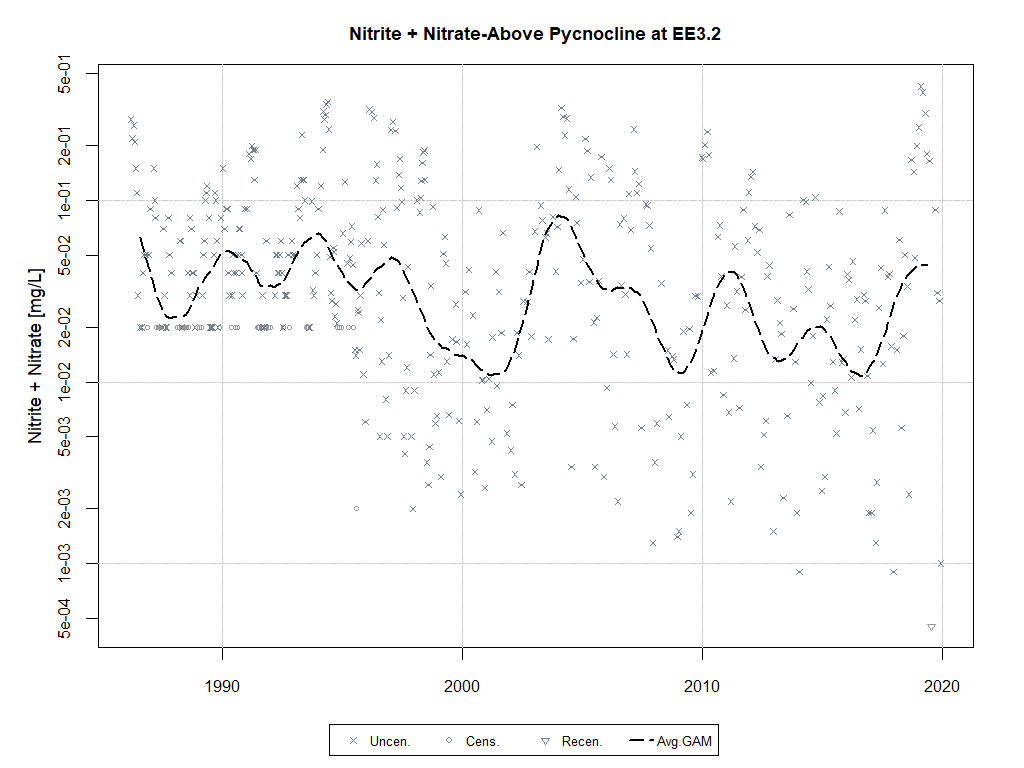 Nitrite + Nitrate-Above Pycnocline at EE3.2
Nitrite + Nitrate [mg/L]
5e-01
2e-01
1e-01
5e-02
2e-02
1e-02
5e-03
2e-03
1e-03
5e-04
1990
2000
2010
2020
Uncen.
Cens.
Recen.
Avg.GAM